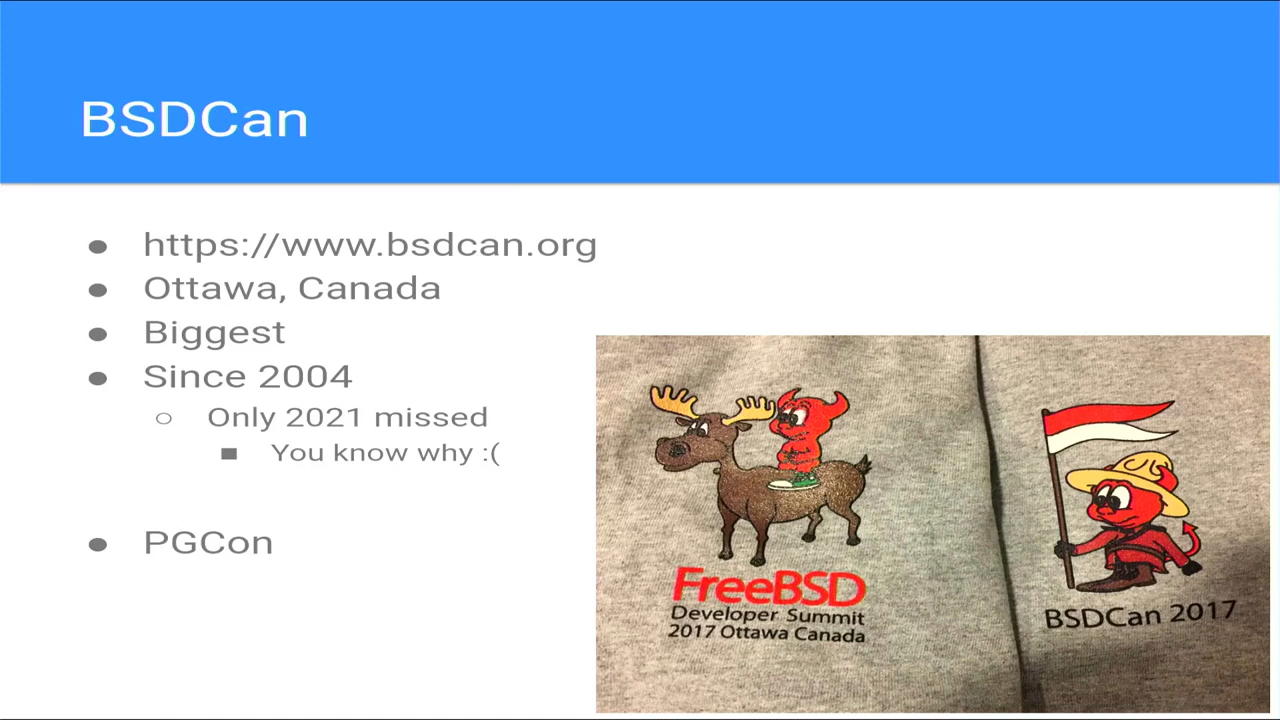 BSDCan
https://www.bsdcan.org
Ottawa, Canada
Biggest
Since 2004
Only 2021 missed
You know why :(
PGCon
FreeBSD
Developer Summit
2017 Ottawa Canada
BSDCan 2017